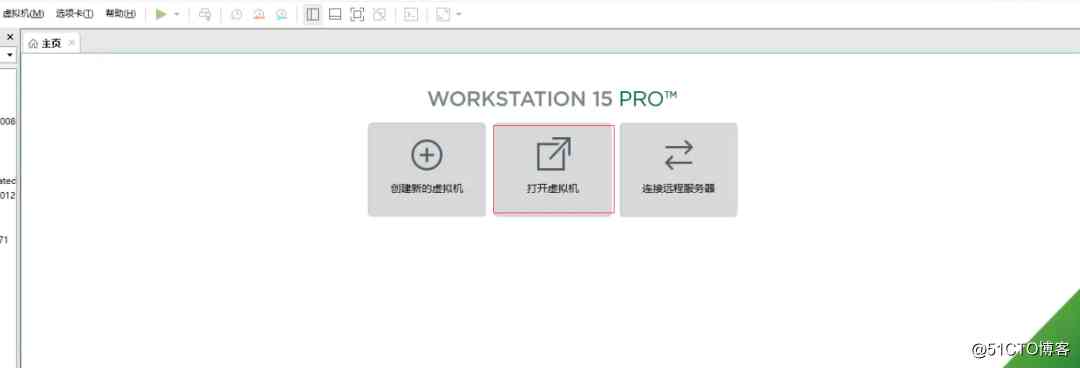 虚拟机(M) 选项卡(T) 帮助(H)
主页
008
ated
012
71
WORKSTATION 15 PRO™
创建新的虚拟机 打开虚拟机 连接远程服务器
@51CTO博客